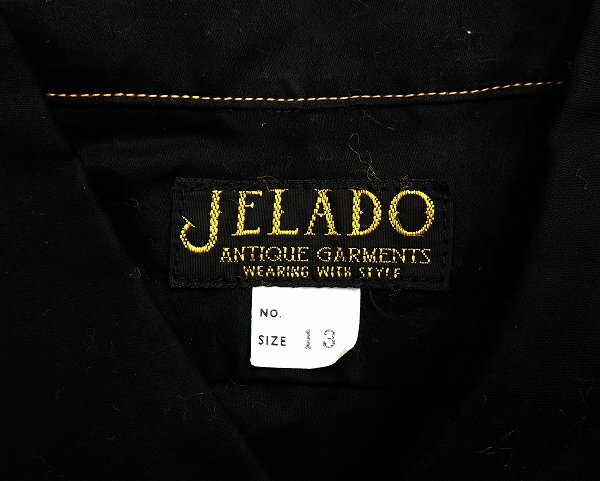 JELADO
ANTIQUE GARMENTS
WEARING WITH STYLE
NO.
SIZE 13